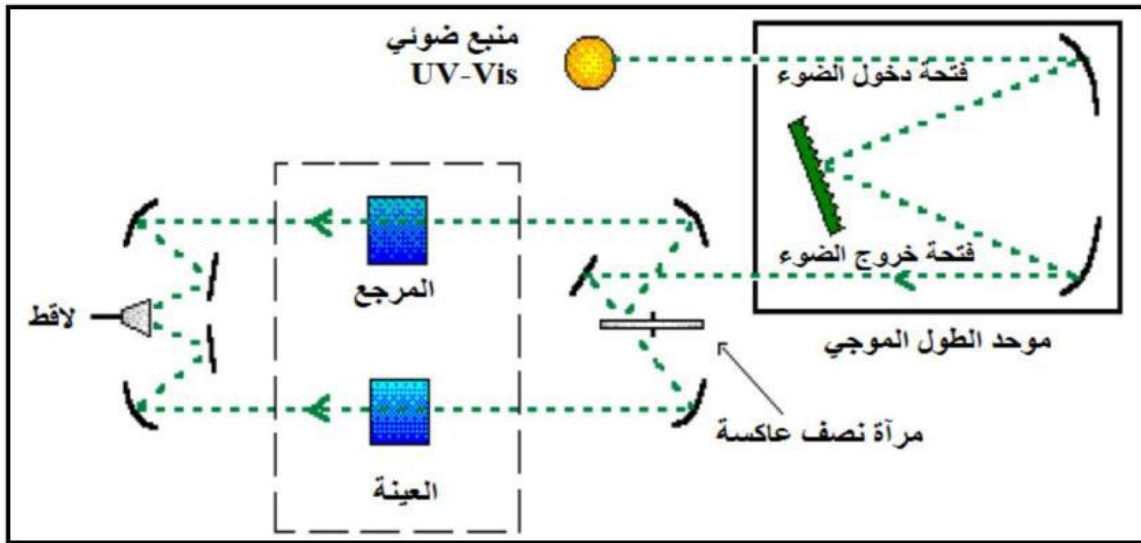 منبع ضوئي
UV-Vis
فتحة دخول الضوء
فتحة خروج الضوء
المرجع
لاقط
موحد الطول الموجي
مرآة نصف عاكسة
العينة